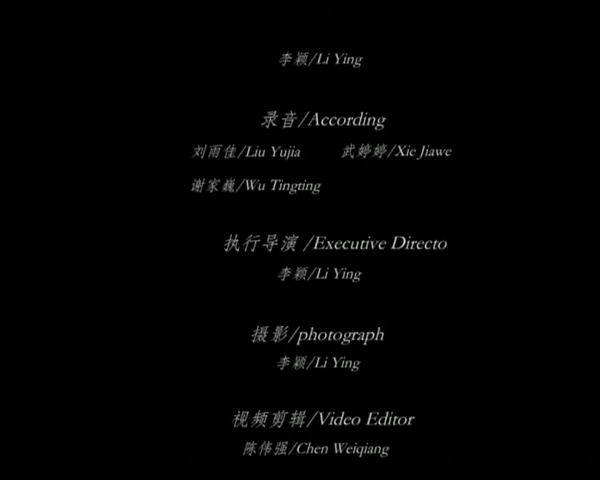 李颖/Li Ying
录音/According
刘雨佳/Liu Yujia 武婷婷/Xie Jiawe
谢家巍/Wu Tingting
执行导演 /Executive Directo
李颖/Li Ying
摄影/photograph
李颖/Li Ying
视频剪辑/Video Editor
陈伟强/Chen Weiqiang